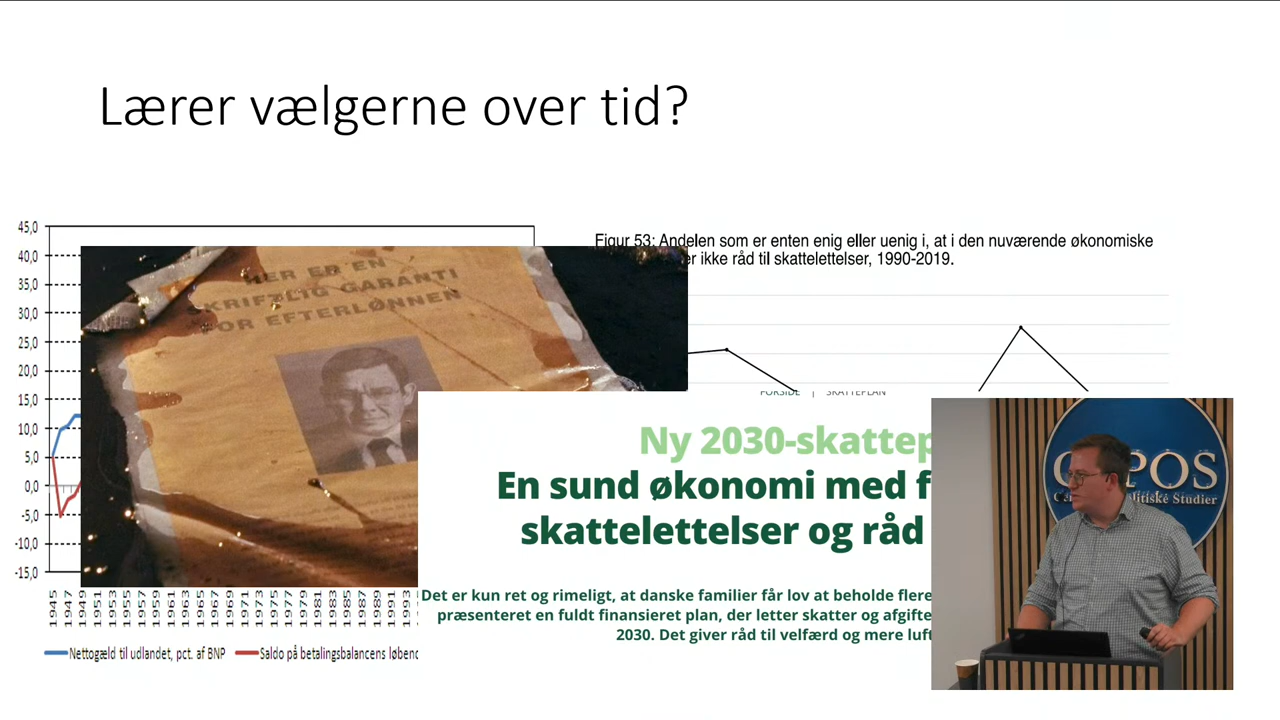 Lærer vælgerne over tid?
45,0
40,0
35,0
30,0
25,0
20,0
15,0
10,0
5,0
0,0
-5,0
-10,0
-15,0
1945
1947
1949
1951
1953
1955
1957
1959
1961
1963
1965
1967
1969
1971
1973
1975
1977
1979
1981
1983
1985
1987
1989
1991
1993
Nettogæld til udlandet, pct. af BNP
Saldo på betalingsbalancens løbend
HER ER EN
SKRIFTLIG GARANTI
FOR EFTERLØNNEN
Figur 53: Andelen som er enten enig eller uenig i, at i den nuværende økonomiske
er ikke råd til skattelettelser, 1990-2019.
FORSIDE | SKATTEPLAN
Ny 2030-skattep
En sund økonomi med f
skattelettelser og råd
Det er kun ret og rimeligt, at danske familier får lov at beholde flere
præsenteret en fuldt finansieret plan, der letter skatter og afgifte
2030. Det giver råd til velfærd og mere luft
C POS
Ce litiske Studier